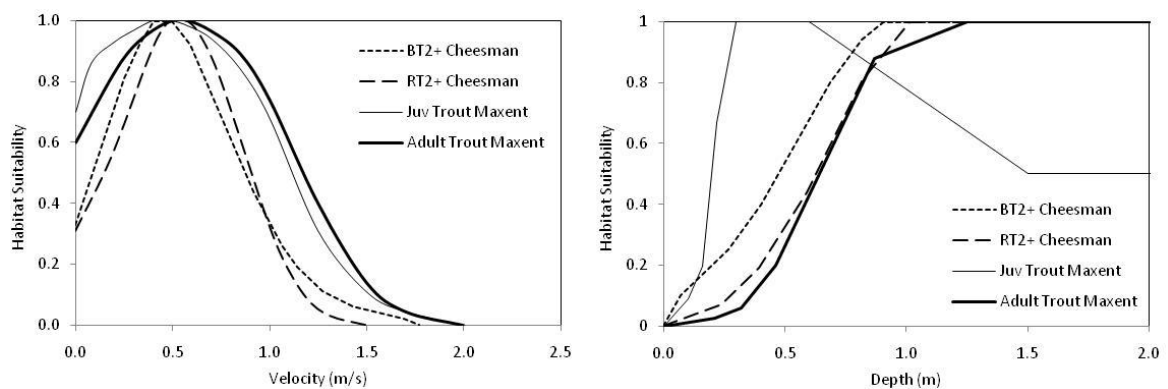 1.0
0.8
0.6
0.4
0.2
0.0
Habitat Suitability
0.0 0.5 1.0 1.5 2.0 2.5
Velocity (m/s)
BT2+ Cheesman
RT2+ Cheesman
Juv Trout Maxent
Adult Trout Maxent
1
0.8
0.6
0.4
0.2
0.0
Habitat Suitability
0.0 0.5 1.0 1.5 2.0
Depth (m)
BT2+ Cheesman
RT2+ Cheesman
Juv Trout Maxent
Adult Trout Maxent